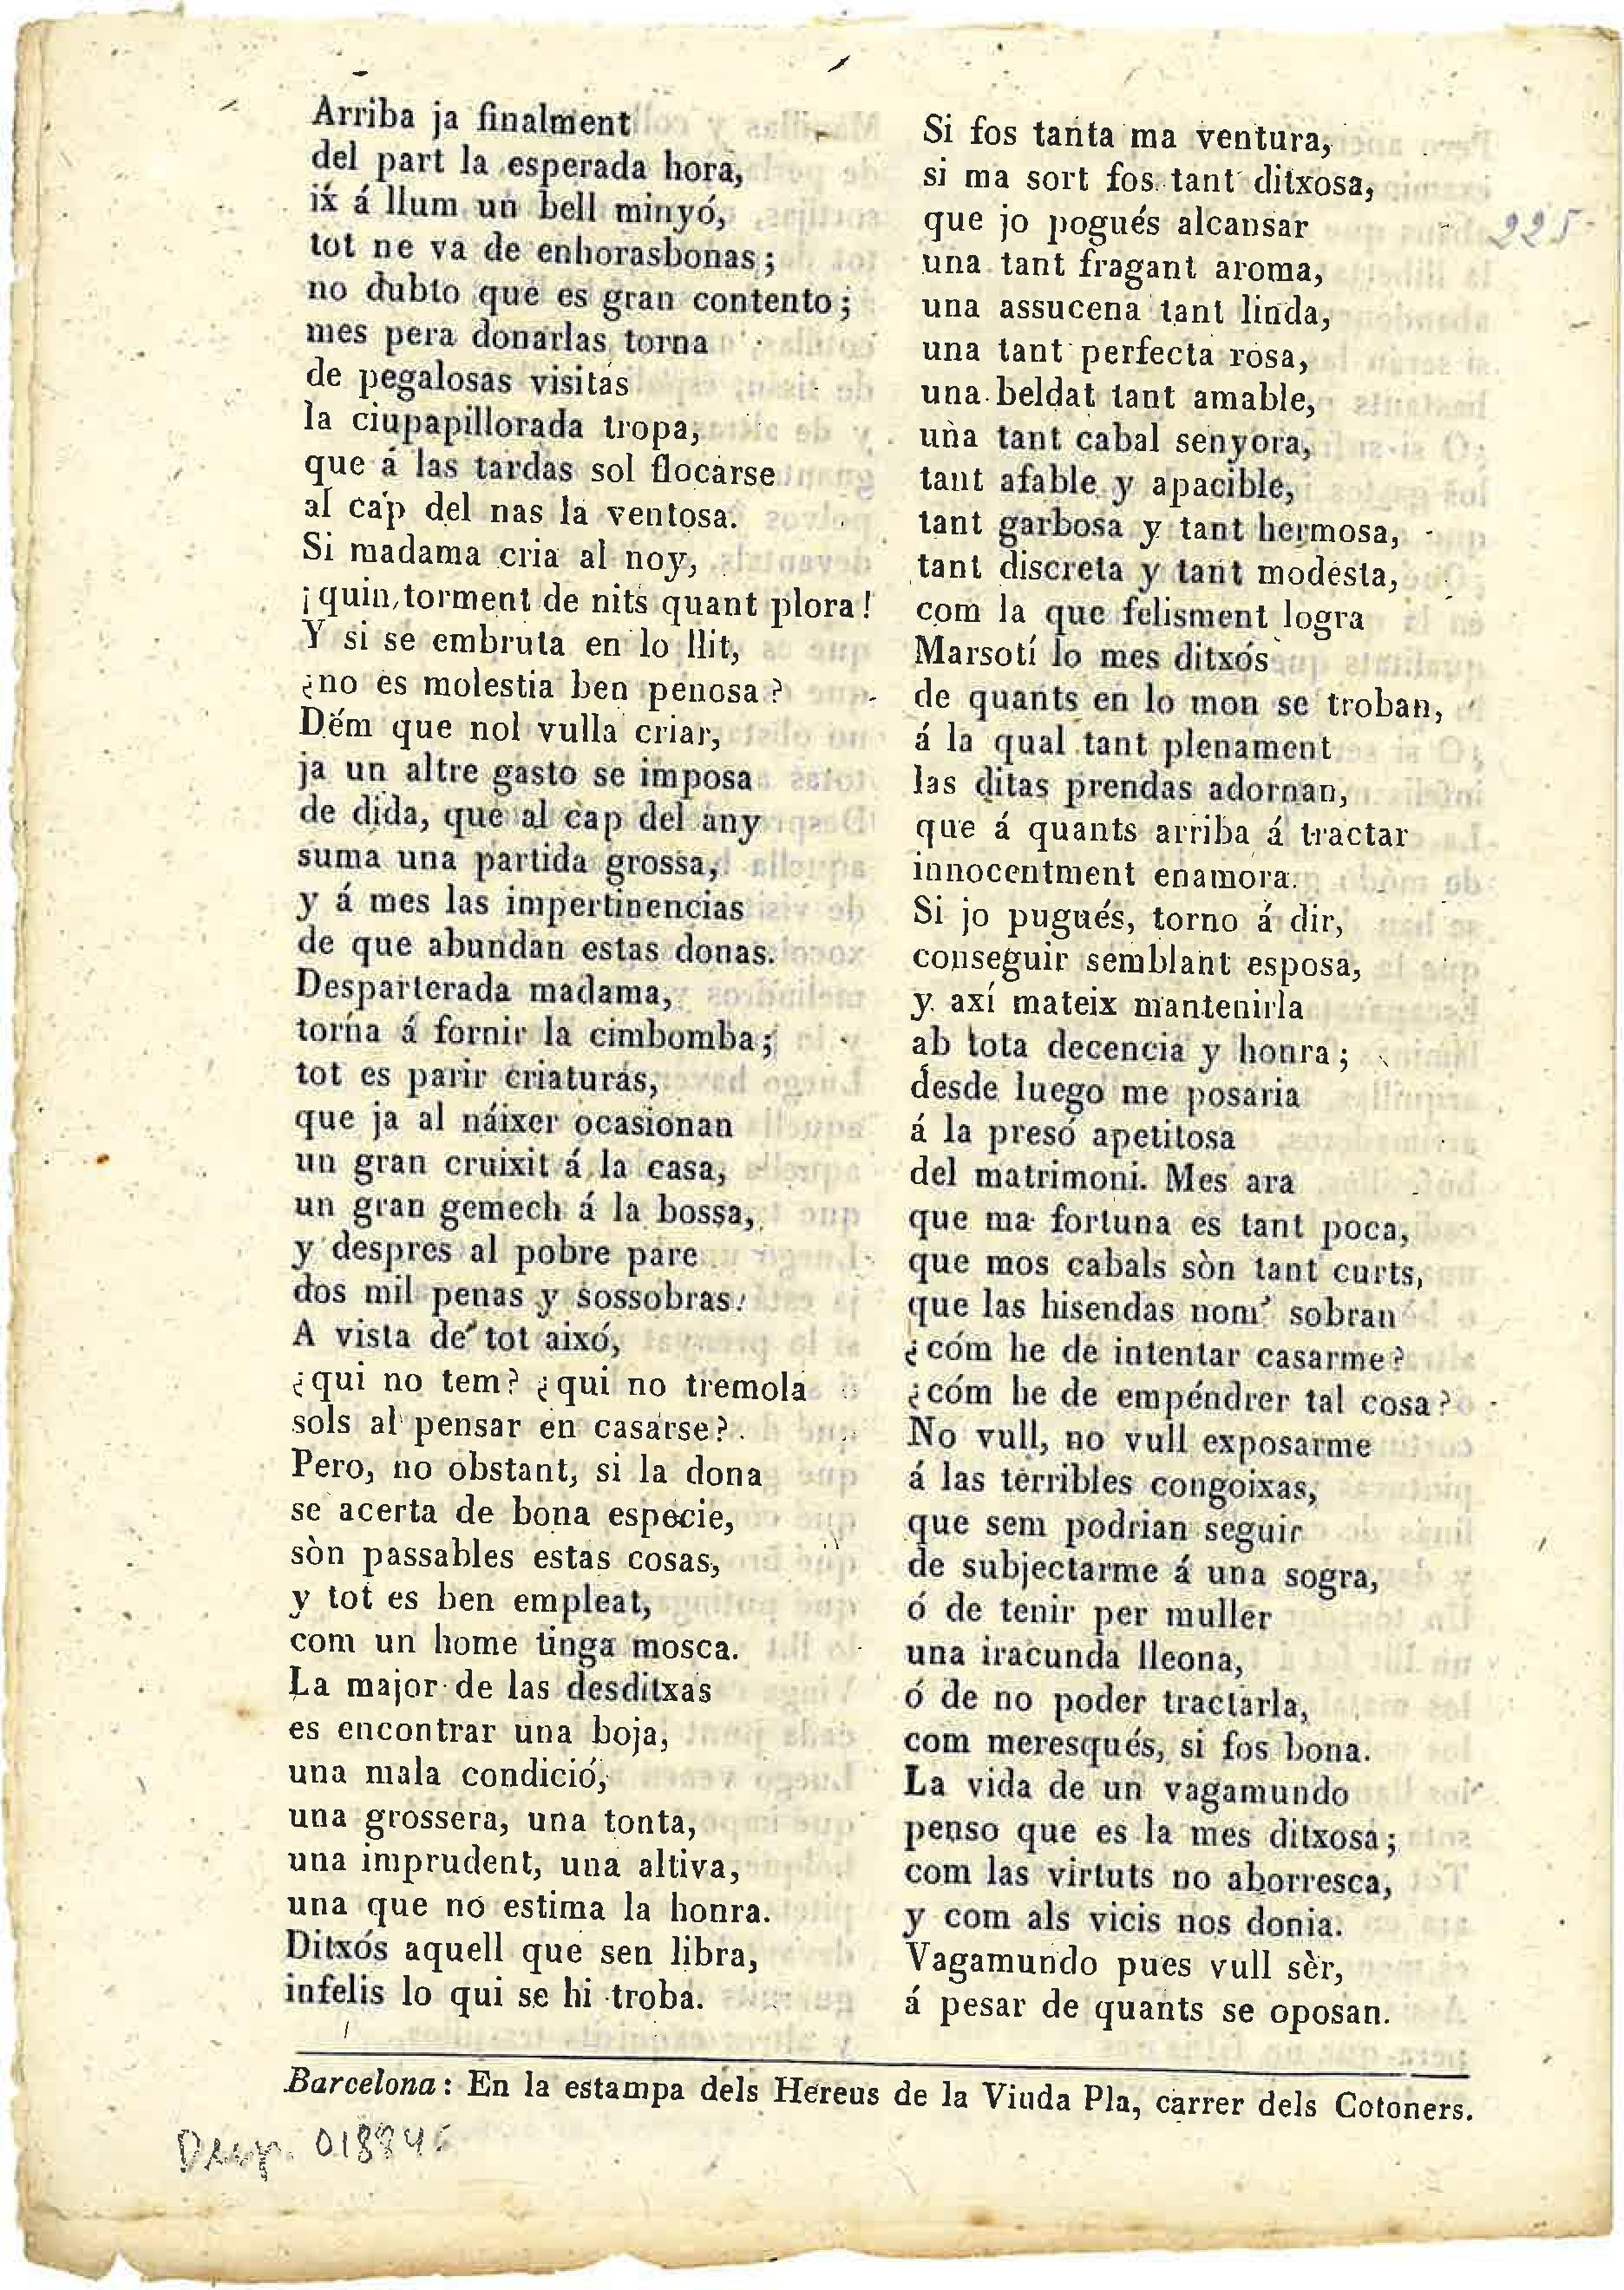 Arriba ja finalment
del part la esperada hora,
ix á llum un bell minyó,
tot ne va de enhorasbonas;
no dubto que es gran contento;
mes pera donarlas torna
de pegalosas visitas
la ciupapillorada tropa,
que á las tardas sol flocarse
al cap del nas la ventosa.
Si madama cria al noy,
¡quin torment de nits quant plora!
Y si se embruta en lo llit,
¿no es molestia ben penosa?
Dém que nol vulla criar,
ja un altre gasto se imposa
de dida, que al cap del any
suma una partida grossa,
y á mes las impertinencias
de que abundan estas donas.
Desparterada madama,
torna á fornir la cimbomba;
tot es parir criaturas,
que ja al náixer ocasionan
un gran cruixit á la casa,
un gran gemech á la bossa,
y despres al pobre pare
dos mil penas y sossobras.
A vista de tot aixó,
¿qui no tem? ¿qui no tremola
sols al pensar en casarse?
Pero, no obstant, si la dona
se acerta de bona especie,
sòn passables estas cosas,
y tot es ben empleat,
com un home tinga mosca.
La major de las desditxas
es encontrar una boja,
una mala condició,
una grossera, una tonta,
una imprudent, una altiva,
una que no estima la honra.
Ditxós aquell que sen libra,
infelis lo qui se hi troba.
Si fos tanta ma ventura,
si ma sort fos tant ditxosa,
que jo pogués alcansar
una tant fragant aroma,
una assucena tant linda,
una tant perfecta rosa,
una beldat tant amable,
una tant cabal senyora,
tant afable y apacible,
tant garbosa y tant hermosa,
tant discreta y tant modesta,
com la que felisment logra
Marsotí lo mes ditxós
de quants en lo mon se troban,
á la qual tant plenament
las ditas prendas adornan,
que á quants arriba á tractar
innocentment enamora.
Si jo pugués, torno á dir,
conseguir semblant esposa,
y axí mateix mantenirla
ab tota decencia y honra;
desde luego me posaria
á la presó apetitosa
del matrimoni. Mes ara
que ma fortuna es tant poca,
que mos cabals sòn tant curts,
que las hisendas nom' sobran
¿cóm he de intentar casarme?
¿cóm he de empéndrer tal cosa?
No vull, no vull exposarme
á las terribles congoixas,
que sem podrian seguir
de subjectarme á una sogra,
ó de tenir per muller
una iracunda lleona,
ó de no poder tractarla,
com meresqués, si fos bona.
La vida de un vagamundo
penso que es la mes ditxosa;
com las virtuts no aborresca,
y com als vicis nos donia.
Vagamundo pues vull sèr,
á pesar de quants se oposan.
225
Barcelona: En la estampa dels Hereus de la Viuda Pla, carrer dels Cotoners.